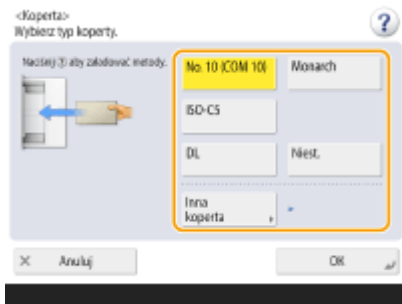 <Koperta>
Wybierz typ koperty.
?
Naciśnij ? aby załadować metody.
No. 10 (COM 10)
Monarch
ISO-C5
DL
Niest.
Inna
koperta
× Anuluj
OK